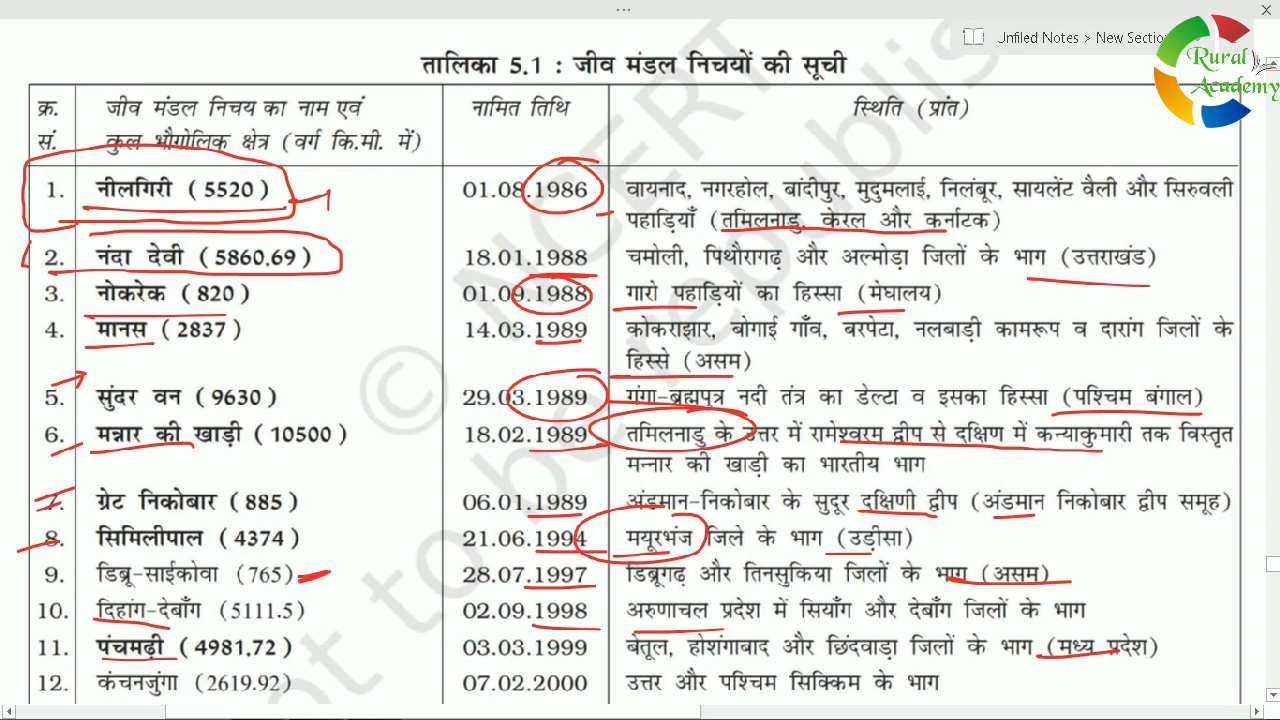 Unfiled Notes > New Section
Rural
Academy
© NCERT
not to be republis
तालिका 5.1 : जीव मंडल निचयों की सूची
क्र. सं. जीव मंडल निचय का नाम एवं कुल भौगोलिक क्षेत्र (वर्ग कि.मी. में) नामित तिथि स्थिति (प्रांत)
1. नीलगिरी (5520) 01.08.1986 वायनाद, नगरहोल, बांदीपुर, मुदुमलाई, निलंबूर, सायलेंट वैली और सिरुवली
पहाड़ियाँ (तमिलनाडु, केरल और कर्नाटक)
2. नंदा देवी (5860.69) 18.01.1988 चमोली, पिथौरागढ़ और अल्मोड़ा जिलों के भाग (उत्तराखंड)
3. नोकरेक (820) 01.09.1988 गारो पहाड़ियों का हिस्सा (मेघालय)
4. मानस (2837) 14.03.1989 कोकराझार, बोगाई गाँव, बरपेटा, नलबाड़ी कामरूप व दारांग जिलों के
हिस्से (असम)
5. सुंदर वन (9630) 29.03.1989 गंगा-ब्रह्मपुत्र नदी तंत्र का डेल्टा व इसका हिस्सा (पश्चिम बंगाल)
6. मन्नार की खाड़ी (10500) 18.02.1989 तमिलनाडु के उत्तर में रामेश्वरम द्वीप से दक्षिण में कन्याकुमारी तक विस्तृत
मन्नार की खाड़ी का भारतीय भाग
7. ग्रेट निकोबार (885) 06.01.1989 अंडमान-निकोबार के सुदूर दक्षिणी द्वीप (अंडमान निकोबार द्वीप समूह)
8. सिमिलीपाल (4374) 21.06.1994 मयूरभंज जिले के भाग (उड़ीसा)
9. डिब्रू-साईकोवा (765) 28.07.1997 डिब्रूगढ़ और तिनसुकिया जिलों के भाग (असम)
10. दिहांग-देबाँग (5111.5) 02.09.1998 अरुणाचल प्रदेश में सियाँग और देबाँग जिलों के भाग
11. पंचमढ़ी (4981.72) 03.03.1999 बेतूल, होशंगाबाद और छिंदवाड़ा जिलों के भाग (मध्य प्रदेश)
12. कंचनजुंगा (2619.92) 07.02.2000 उत्तर और पश्चिम सिक्किम के भाग